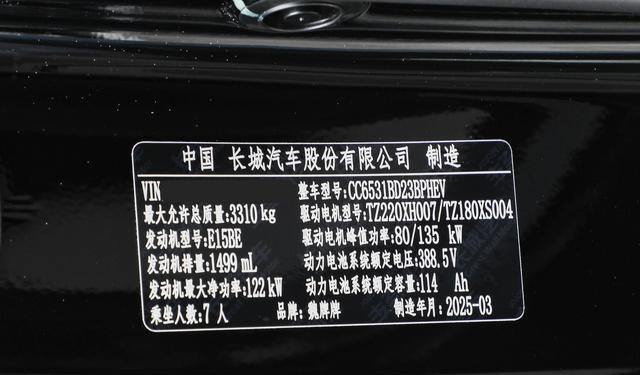 中国 长城汽车股份有限公司 制造
VIN 整车型号:CC6531BD23BPHEV
最大允许总质量:3310 kg 驱动电机型号:TZ220XH007/TZ180XS004
发动机型号:E15BE 驱动电机峰值功率:80/135 kW
发动机排量:1499 mL 动力电池系统额定电压:388.5V
发动机最大净功率:122 kW 动力电池系统额定容量:114 Ah
乘坐人数:7 人 品牌:魏牌牌 制造年月:2025-03